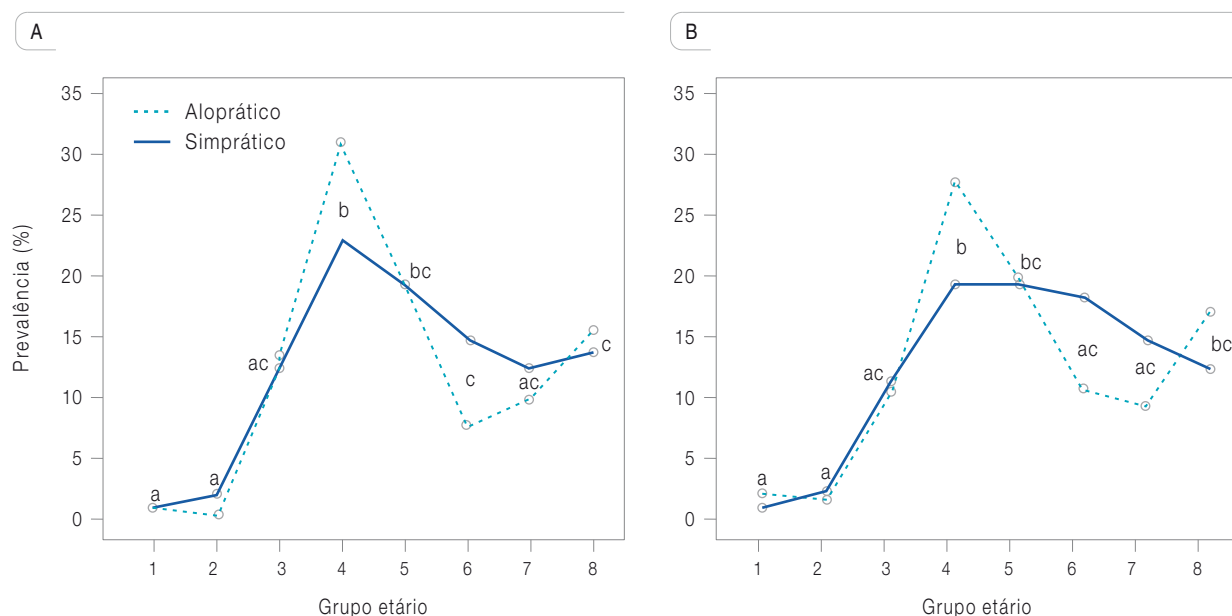 A
35
30
25
20
15
10
5
0
Prevalência (%)
Aloprático
Simprático
a
a
ac
b
bc
c
ac
c
1 2 3 4 5 6 7 8
Grupo etário
B
35
30
25
20
15
10
5
0
a
a
ac
b
bc
ac
ac
bc
1 2 3 4 5 6 7 8
Grupo etário